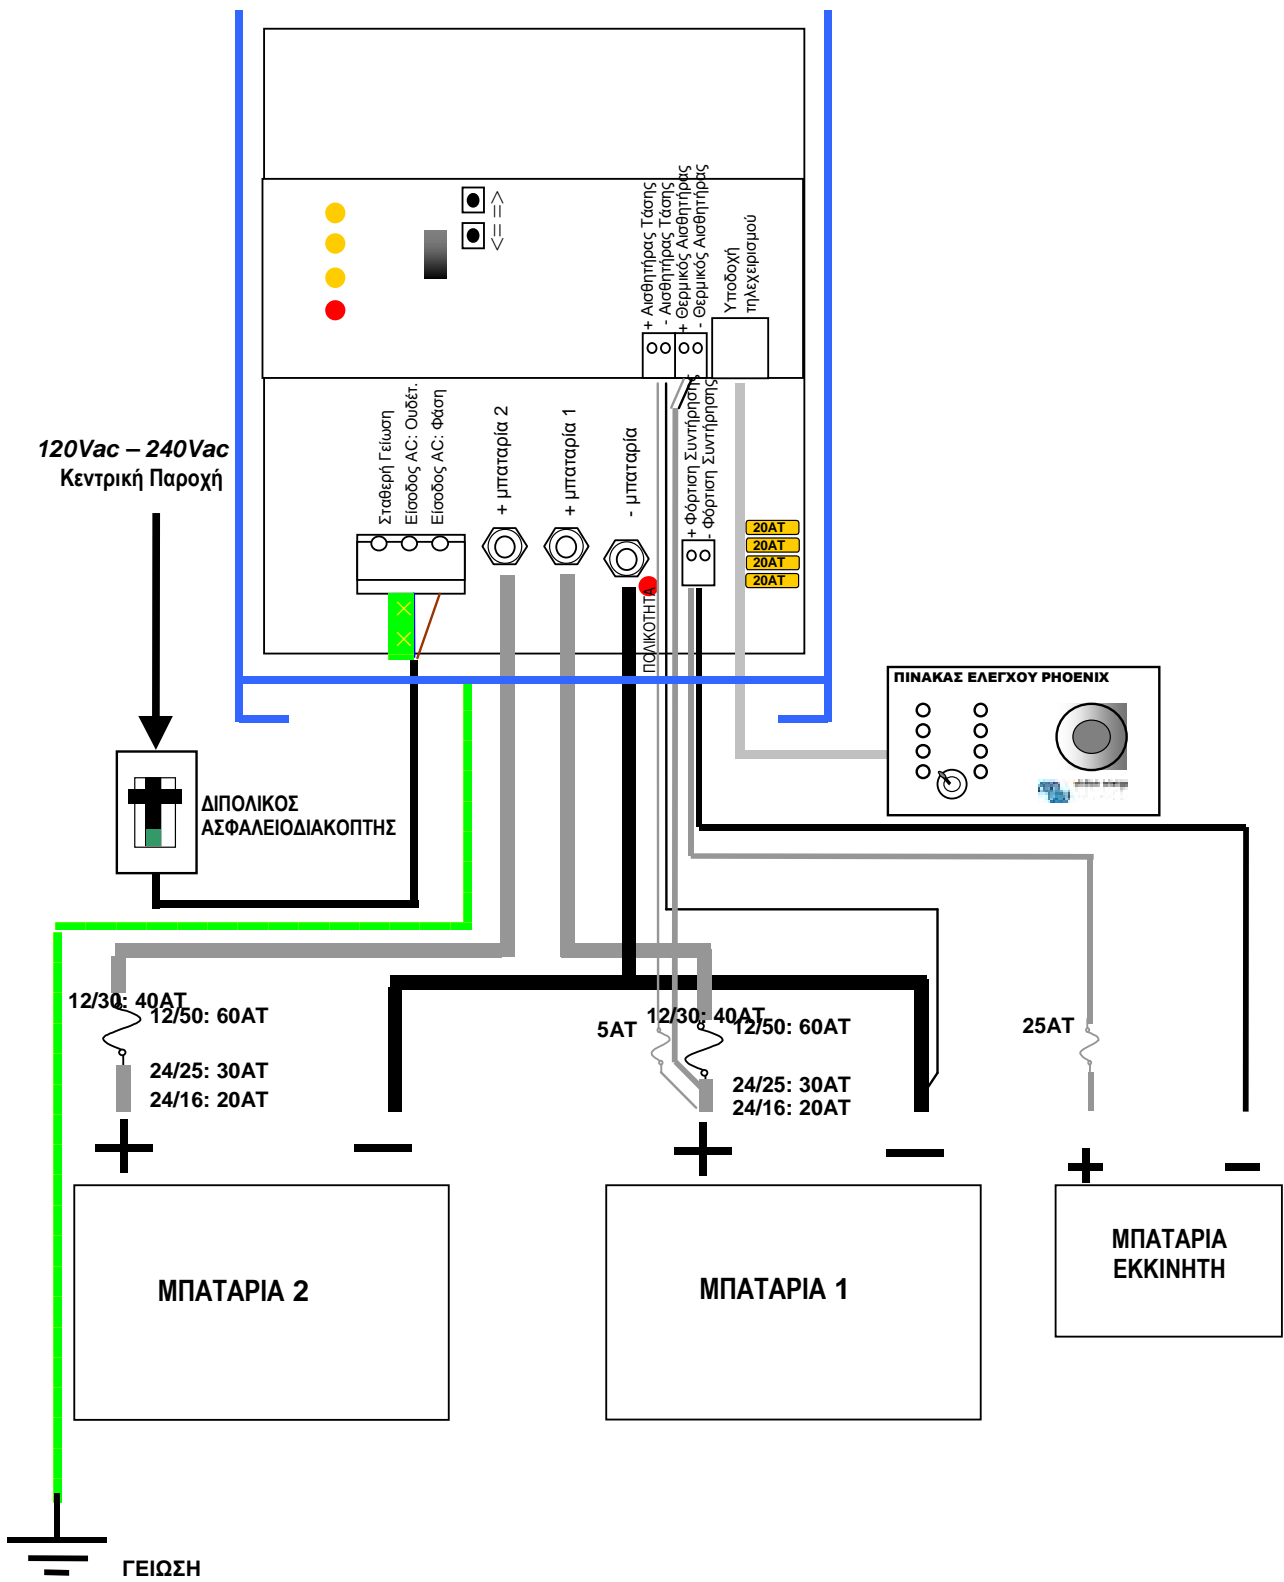 ==>
<==
+ Αισθητήρας Τάσης
- Αισθητήρας Τάσης
+ Θερμικός Αισθητήρας
- Θερμικός Αισθητήρας
Υποδοχή
τηλεχειρισμού
120Vac – 240Vac
Κεντρική Παροχή
Σταθερή Γείωση
Είσοδος AC: Ουδέτ.
Είσοδος AC: Φάση
+ μπαταρία 2
+ μπαταρία 1
- μπαταρία
+ Φόρτιση Συντήρησης
- Φόρτιση Συντήρησης
20AT
20AT
20AT
20AT
ΠΟΛΙΚΟΤΗΤΑ
ΠΙΝΑΚΑΣ ΕΛΕΓΧΟΥ PHOENIX
ΔΙΠΟΛΙΚΟΣ
ΑΣΦΑΛΕΙΟΔΙΑΚΟΠΤΗΣ
12/30: 40AT
12/50: 60AT
24/25: 30AT
24/16: 20AT
5AT
12/30: 40AT
12/50: 60AT
24/25: 30AT
24/16: 20AT
25AT
ΜΠΑΤΑΡΙΑ 2
ΜΠΑΤΑΡΙΑ 1
ΜΠΑΤΑΡΙΑ
ΕΚΚΙΝΗΤΗ
ΓΕΙΩΣΗ